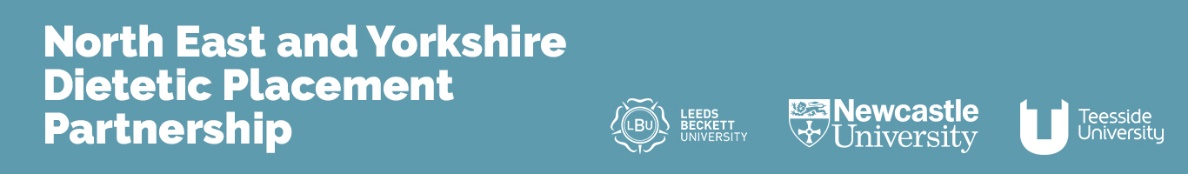 North East and Yorkshire
Dietetic Placement
Partnership
LBU
LEEDS
BECKETT
UNIVERSITY
Newcastle
University
Teesside
University